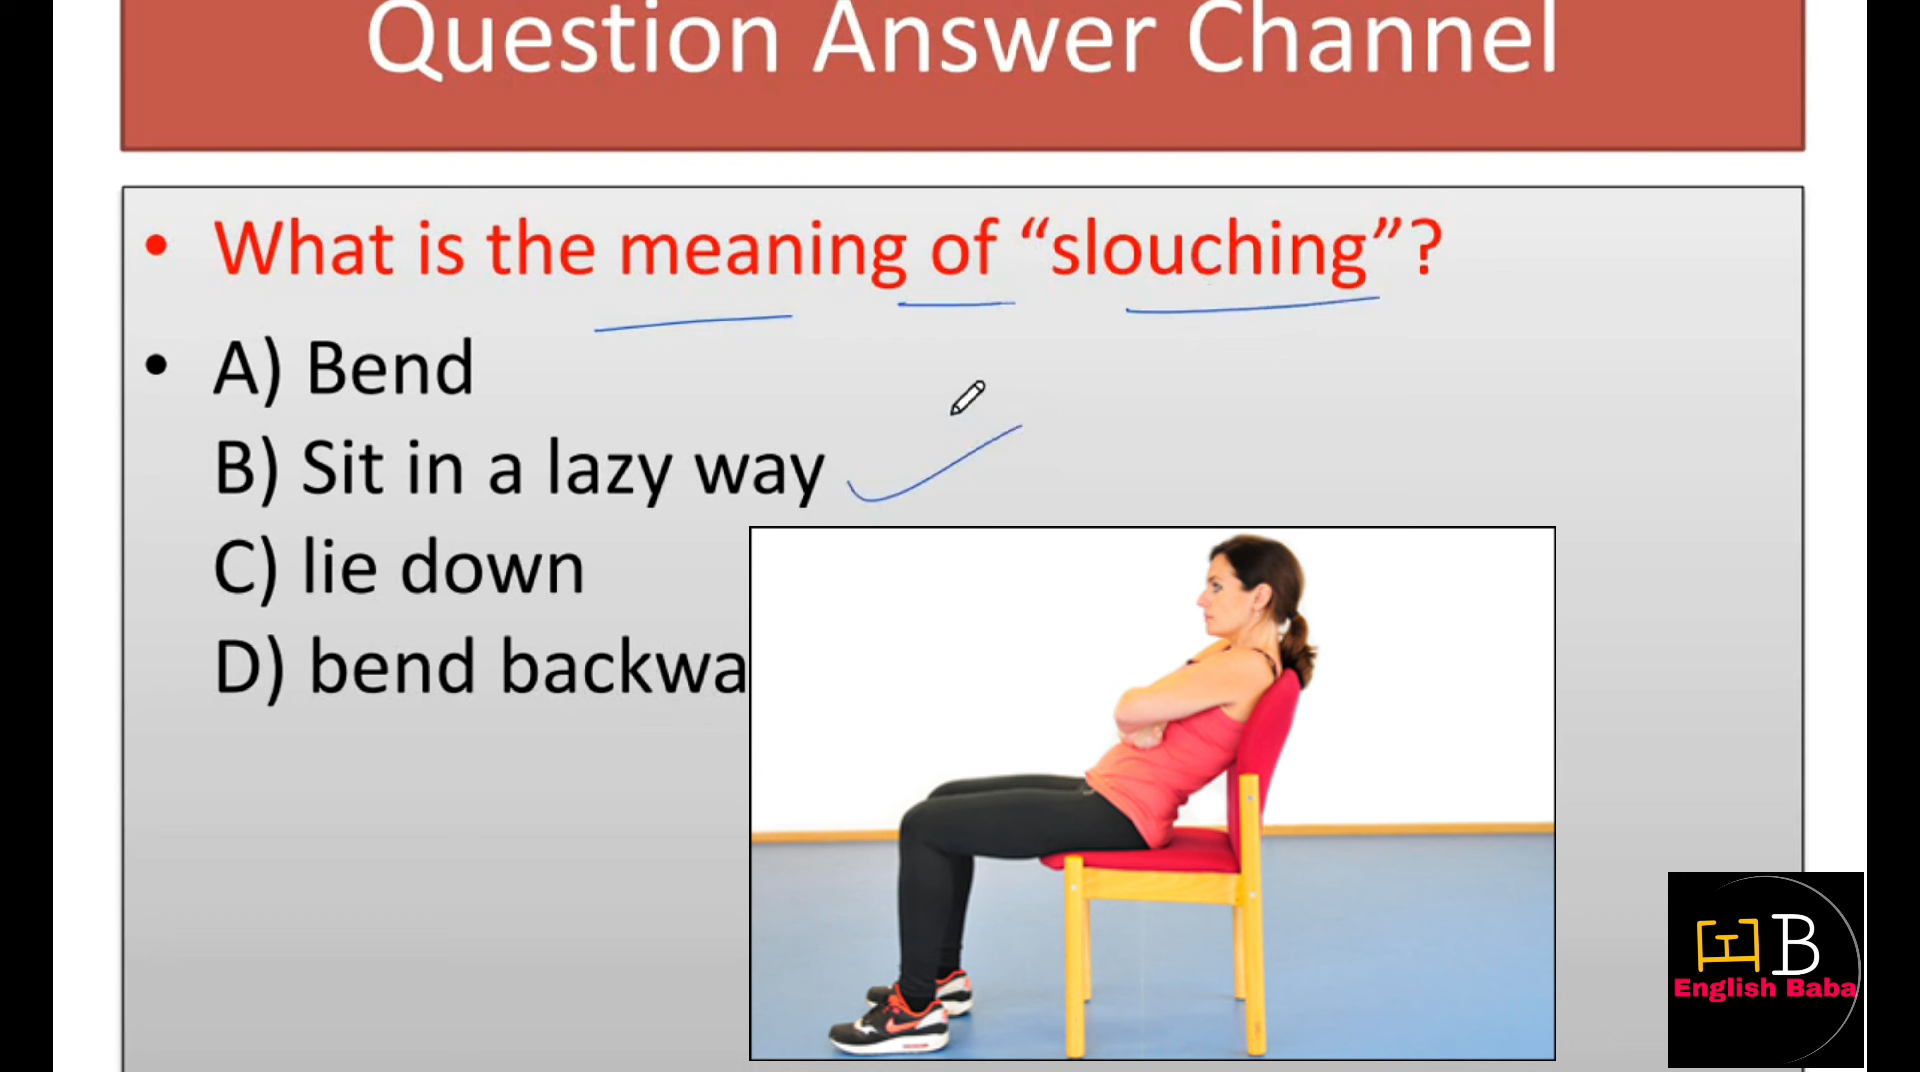 Question Answer Channel
• What is the meaning of “slouching”?
• A) Bend
B) Sit in a lazy way
C) lie down
D) bend backwa
EB
English Baba